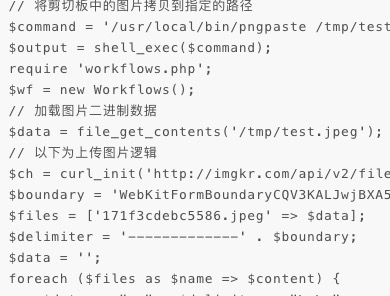 // 将剪切板中的图片拷贝到指定的路径
$command = '/usr/local/bin/pngpaste /tmp/test
$output = shell_exec($command);
require 'workflows.php';
$wf = new Workflows();
// 加载图片二进制数据
$data = file_get_contents('/tmp/test.jpeg');
// 以下为上传图片逻辑
$ch = curl_init('http://imgkr.com/api/v2/file
$boundary = 'WebKitFormBoundaryCQV3KALJwjBXA5
$files = ['171f3cdebc5586.jpeg' => $data];
$delimiter = '-------------' . $boundary;
$data = '';
foreach ($files as $name => $content) {